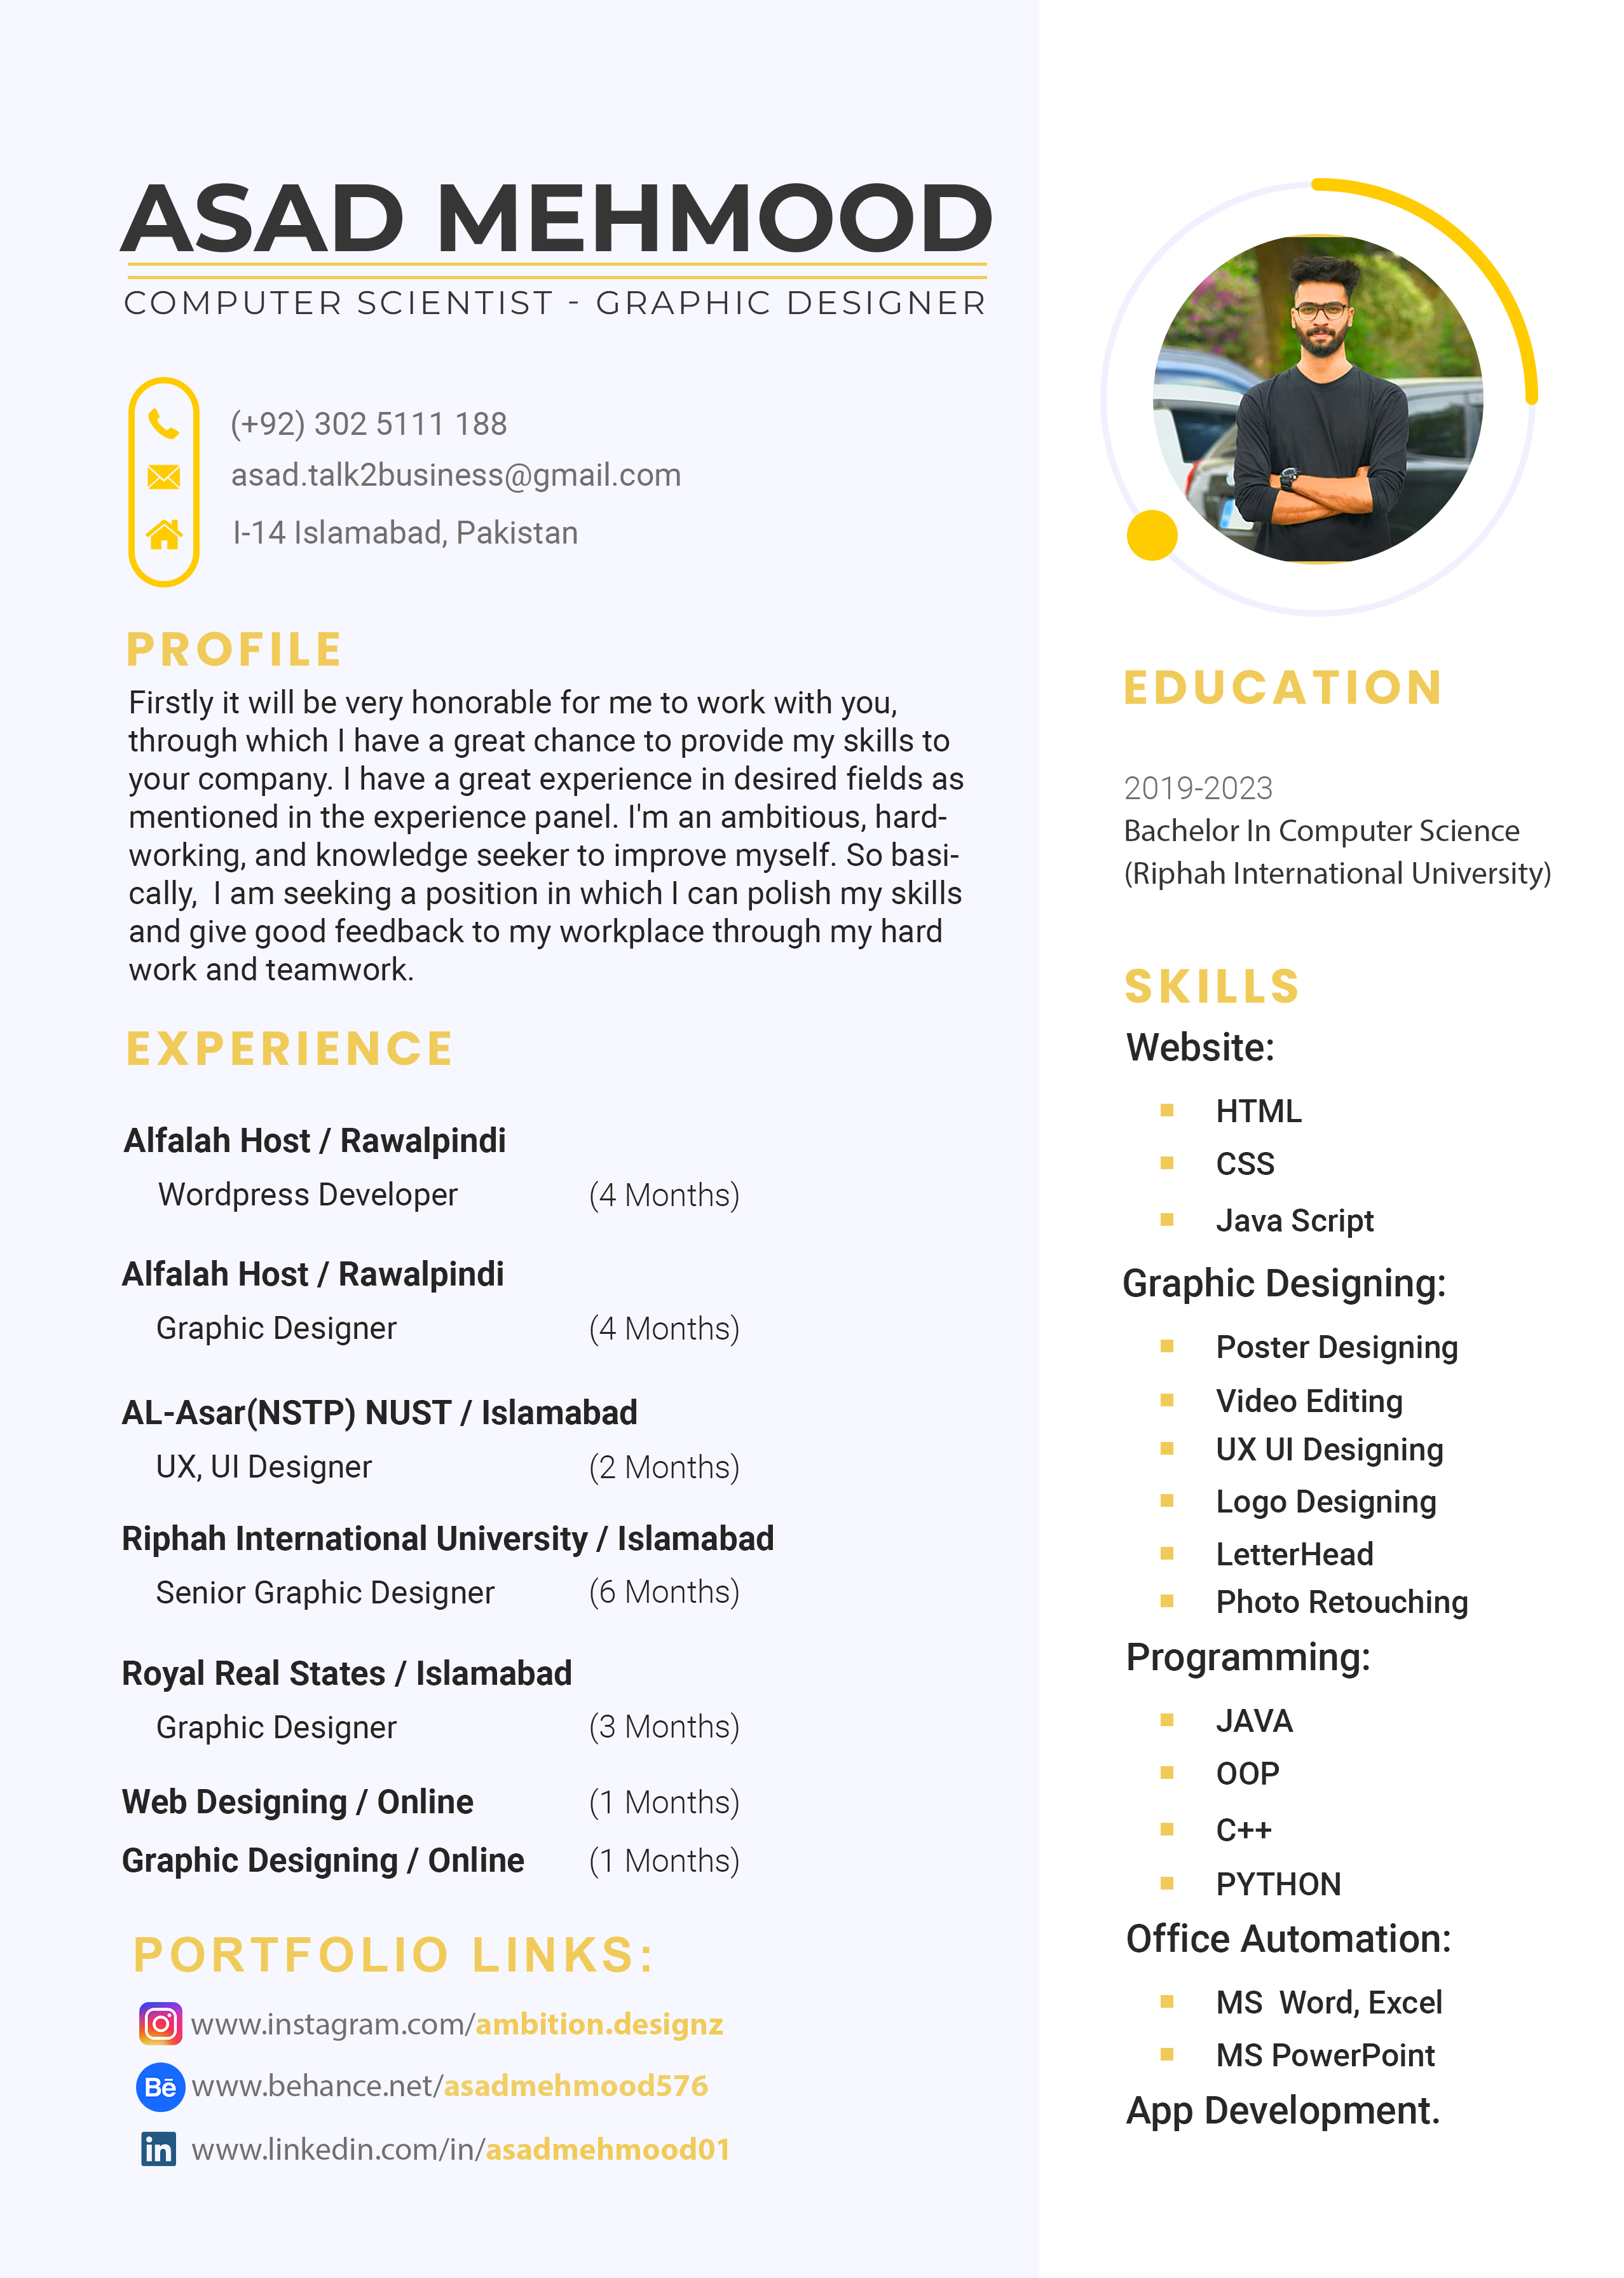 ASAD MEHMOOD
COMPUTER SCIENTIST - GRAPHIC DESIGNER
(+92) 302 5111 188
asad.talk2business@gmail.com
I-14 Islamabad, Pakistan
PROFILE
Firstly it will be very honorable for me to work with you,
through which I have a great chance to provide my skills to
your company. I have a great experience in desired fields as
mentioned in the experience panel. I'm an ambitious, hard-
working, and knowledge seeker to improve myself. So basi-
cally,  I am seeking a position in which I can polish my skills
and give good feedback to my workplace through my hard
work and teamwork.
EXPERIENCE
Alfalah Host / Rawalpindi
Wordpress Developer (4 Months)
Alfalah Host / Rawalpindi
Graphic Designer (4 Months)
AL-Asar(NSTP) NUST / Islamabad
UX, UI Designer (2 Months)
Riphah International University / Islamabad
Senior Graphic Designer (6 Months)
Royal Real States / Islamabad
Graphic Designer (3 Months)
Web Designing / Online (1 Months)
Graphic Designing / Online (1 Months)
PORTFOLIO LINKS:
www.instagram.com/ambition.designz
Bē www.behance.net/asadmehmood576
in www.linkedin.com/in/asadmehmood01
EDUCATION
2019-2023
Bachelor In Computer Science
(Riphah International University)
SKILLS
Website:
HTML
CSS
Java Script
Graphic Designing:
Poster Designing
Video Editing
UX UI Designing
Logo Designing
LetterHead
Photo Retouching
Programming:
JAVA
OOP
C++
PYTHON
Office Automation:
MS  Word, Excel
MS PowerPoint
App Development.